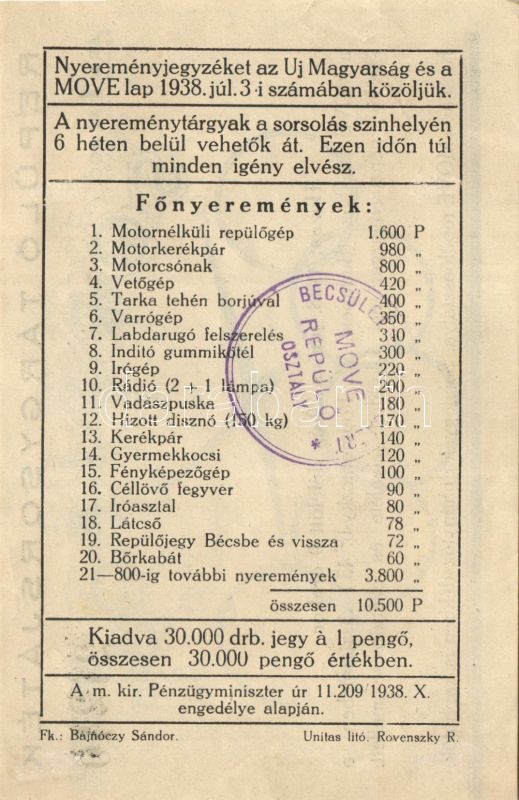 Nyereményjegyzéket az Uj Magyarság és a
MOVE lap 1938. júl. 3-i számában közöljük.
A nyereménytárgyak a sorsolás szinhelyén
6 héten belül vehetők át. Ezen időn túl
minden igény elvész.
Főnyeremények:
1. Motornélküli repülőgép 1.600 P
2. Motorkerékpár 980 „
3. Motorcsónak 800 „
4. Vetőgép 420 „
5. Tarka tehén borjúval 400 „
6. Varrógép 350 „
7. Labdarugó felszerelés 340 „
8. Inditó gummikötél 300 „
9. Irógép 220 „
10. Rádió (2 + 1 lámpa) 200 „
11. Vadászpuska 180 „
12. Hizott disznó (150 kg) 170 „
13. Kerékpár 140 „
14. Gyermekkocsi 120 „
15. Fényképezőgép 100 „
16. Céllövő fegyver 90 „
17. Iróasztal 80 „
18. Látcső 78 „
19. Repülőjegy Bécsbe és vissza 72 „
20. Bőrkabát 60 „
21—800-ig további nyeremények 3.800 „
összesen 10.500 P
Kiadva 30.000 drb. jegy à 1 pengő,
összesen 30.000 pengő értékben.
A m. kir. Pénzügyminiszter úr 11.209/1938. X.
engedélye alapján.
Fk.: Bajnóczy Sándor. Unitas litó. Rovenszky R.
MOVE
REPÜLŐ
OSZTÁLY